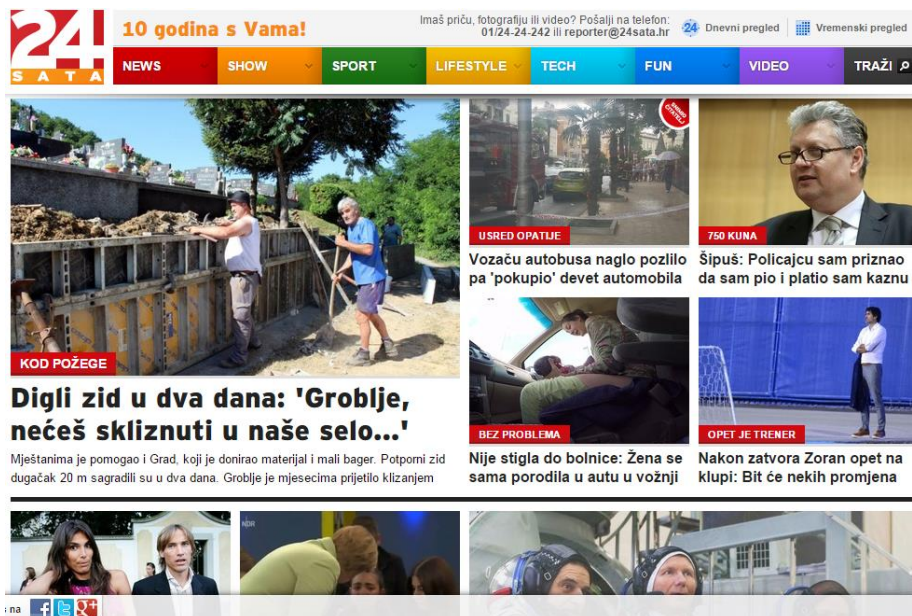 24
SATA
10 godina s Vama!
Imaš priču, fotografiju ili video? Pošalji na telefon:
01/24-24-242 ili reporter@24sata.hr
24 Dnevni pregled
Vremenski pregled
NEWS
SHOW
SPORT
LIFESTYLE
TECH
FUN
VIDEO
TRAŽI
KOD POŽEGE
Digli zid u dva dana: 'Groblje,
nećeš skliznuti u naše selo...'
Mještanima je pomogao i Grad, koji je donirao materijal i mali bager. Potporni zid
dugačak 20 m sagradili su u dva dana. Groblje je mjesecima prijetilo klizanjem
USRED OPATIJE
Vozaču autobusa naglo pozlilo
pa 'pokupio' devet automobila
750 KUNA
Šipuš: Policajcu sam priznao
da sam pio i platio sam kaznu
BEZ PROBLEMA
Nije stigla do bolnice: Žena se
sama porodila u autu u vožnji
OPET JE TRENER
Nakon zatvora Zoran opet na
klupi: Bit će nekih promjena
NDR
s na